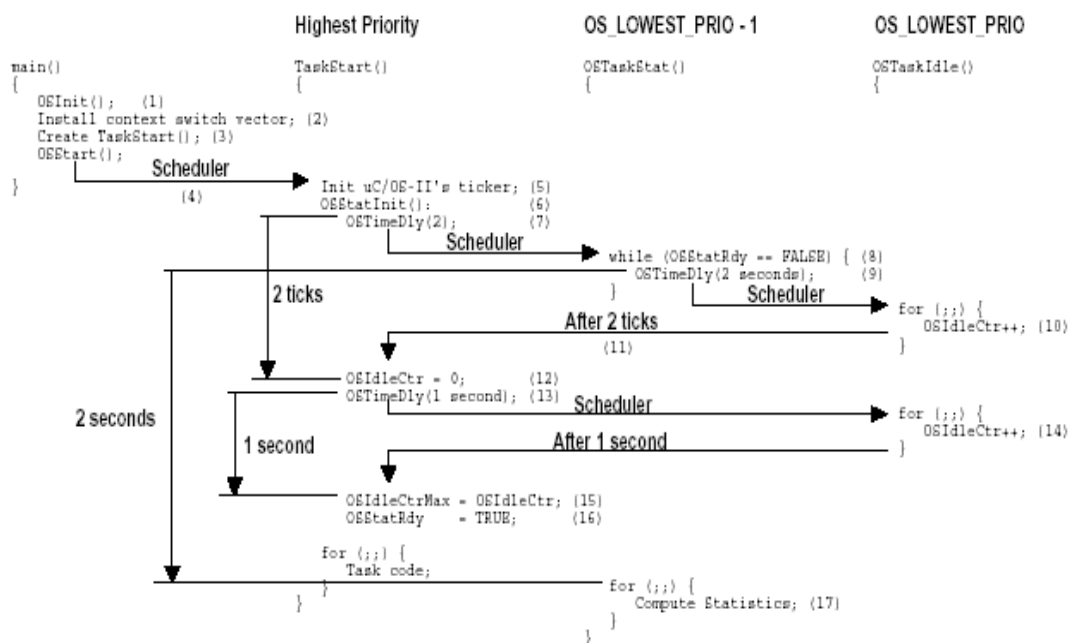 Highest Priority
OS_LOWEST_PRIO - 1
OS_LOWEST_PRIO
main()
{
OSInit(); (1)
Install context switch vector; (2)
Create TaskStart(); (3)
OSStart();
}
TaskStart()
{
OSTaskStat()
{
OSTaskIdle()
{
Scheduler
(4)
Init uC/OS-II's ticker; (5)
OSStatInit(): (6)
OSTimeDly(2); (7)
Scheduler
while (OSStatRdy == FALSE) { (8)
OSTimeDly(2 seconds); (9)
}
Scheduler
2 ticks
for (;;) {
OSIdleCtr++; (10)
}
After 2 ticks
(11)
OSIdleCtr = 0; (12)
OSTimeDly(1 second); (13)
Scheduler
2 seconds
for (;;) {
OSIdleCtr++; (14)
}
1 second
After 1 second
OSIdleCtrMax = OSIdleCtr; (15)
OSStatRdy = TRUE; (16)
for (;;) {
Task code;
}
}
for (;;) {
Compute Statistics; (17)
}
}